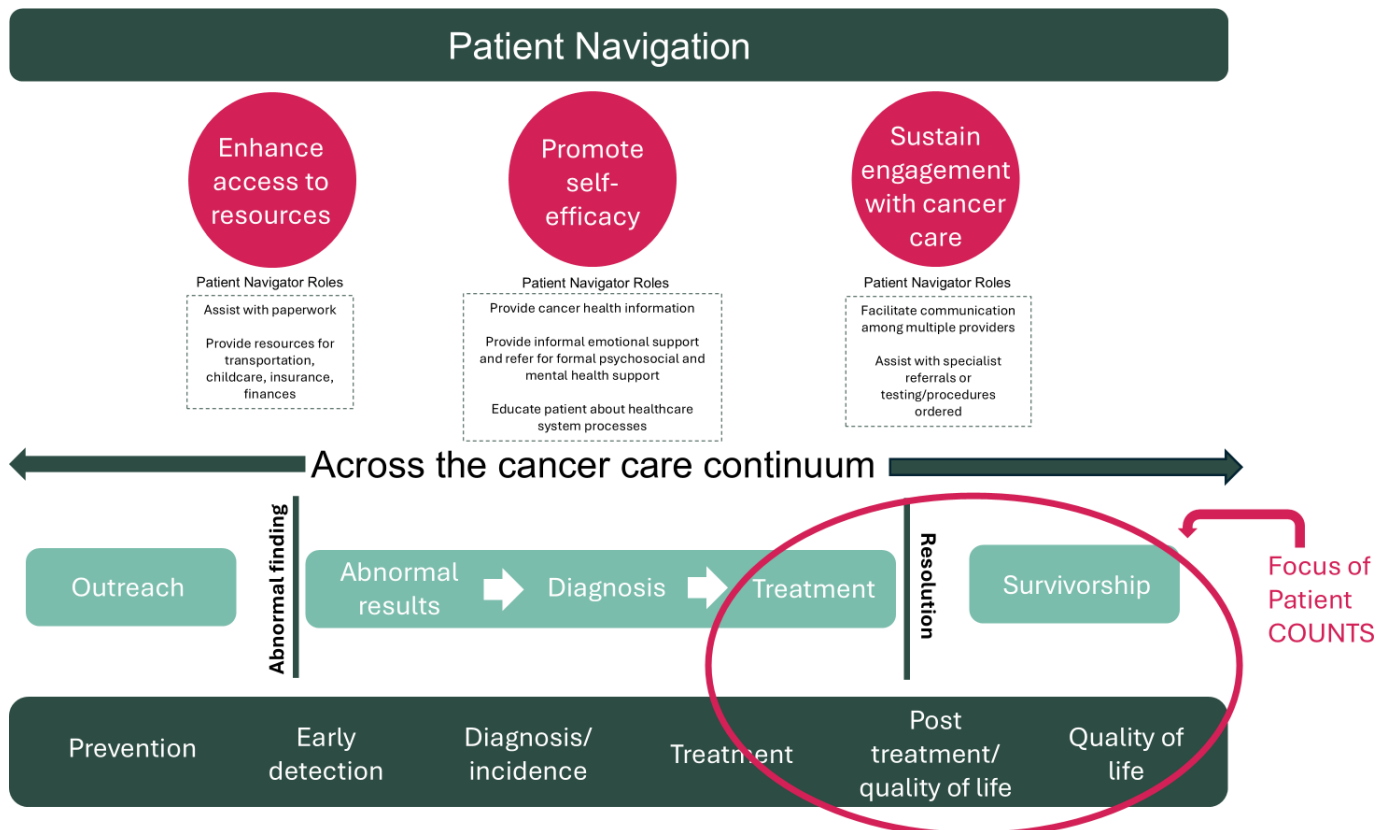 Patient Navigation
Enhance
access to
resources
Patient Navigator Roles
Assist with paperwork
Provide resources for
transportation,
childcare, insurance,
finances
Promote
self-
efficacy
Patient Navigator Roles
Provide cancer health information
Provide informal emotional support
and refer for formal psychosocial and
mental health support
Educate patient about healthcare
system processes
Sustain
engagement
with cancer
care
Patient Navigator Roles
Facilitate communication
among multiple providers
Assist with specialist
referrals or
testing/procedures
ordered
Across the cancer care continuum
Outreach
Abnormal finding
Abnormal
results
Diagnosis
Treatment
Resolution
Survivorship
Focus of
Patient
COUNTS
Prevention
Early
detection
Diagnosis/
incidence
Treatment
Post
treatment/
quality of life
Quality of
life